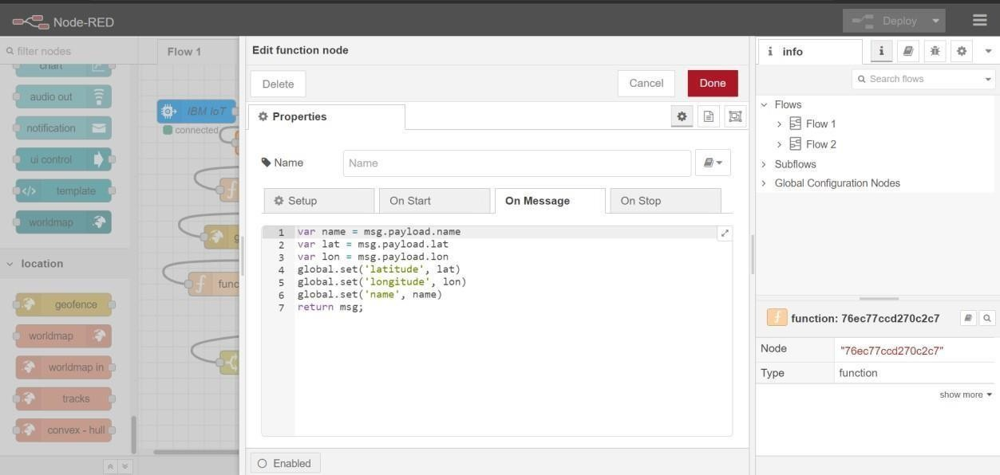 Node-RED
Deploy
filter nodes
chart
audio out
notification
ui control
template
worldmap
location
geofence
worldmap
worldmap in
tracks
convex - hull
Flow 1
IBM IoT
connected
func
Edit function node
Delete
Cancel
Done
Properties
Name
Name
Setup
On Start
On Message
On Stop
1 var name = msg.payload.name
2 var lat = msg.payload.lat
3 var lon = msg.payload.lon
4 global.set('latitude', lat)
5 global.set('longitude', lon)
6 global.set('name', name)
7 return msg;
Enabled
info
Search flows
Flows
Flow 1
Flow 2
Subflows
Global Configuration Nodes
function: 76ec77ccd270c2c7
Node "76ec77ccd270c2c7"
Type function
show more